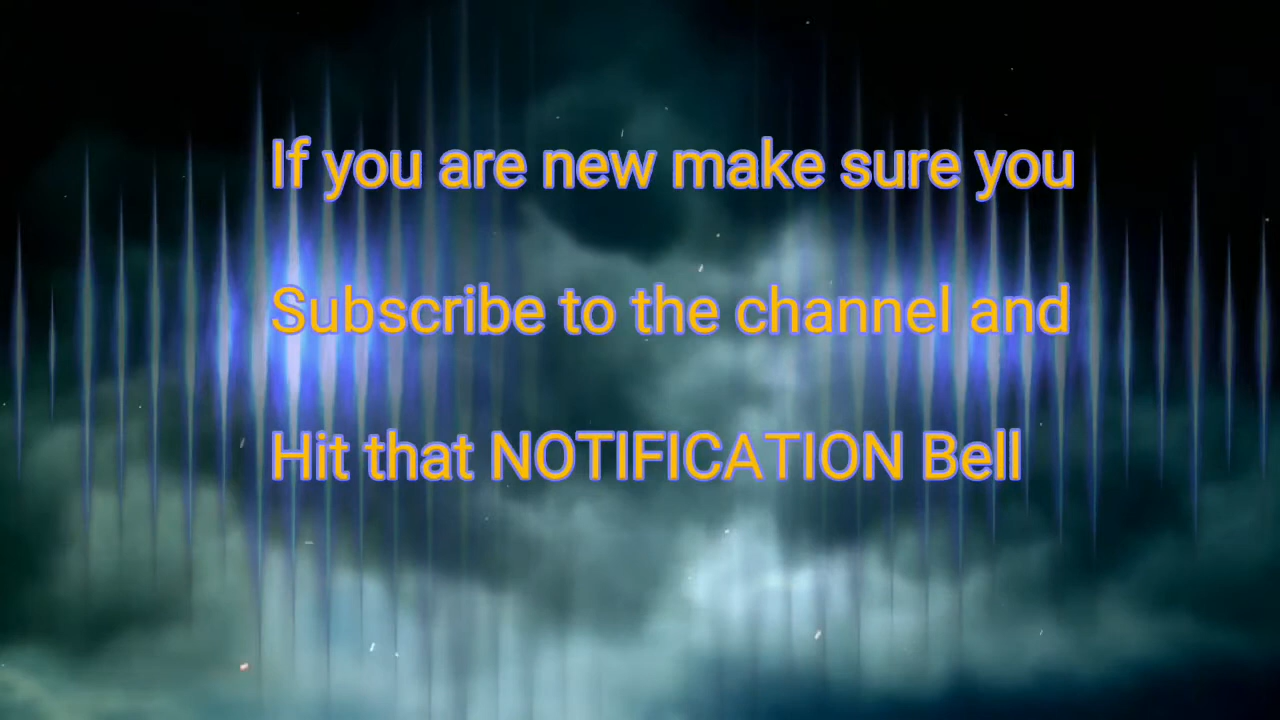 If you are new make sure you
Subscribe to the channel and
Hit that NOTIFICATION Bell